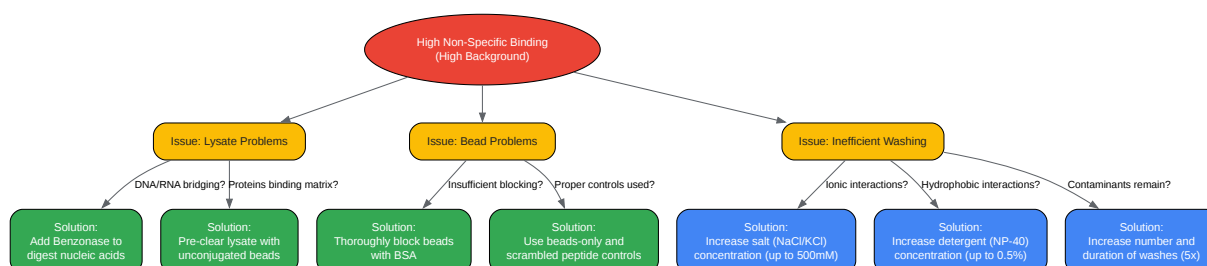 High Non-Specific Binding
(High Background)
Issue: Lysate Problems
Issue: Bead Problems
Issue: Inefficient Washing
DNA/RNA bridging?
Proteins binding matrix?
Insufficient blocking?
Proper controls used?
Ionic interactions?
Hydrophobic interactions?
Contaminants remain?
Solution:
Add Benzonase to
digest nucleic acids
Solution:
Pre-clear lysate with
unconjugated beads
Solution:
Thoroughly block beads
with BSA
Solution:
Use beads-only and
scrambled peptide controls
Solution:
Increase salt (NaCl/KCl)
concentration (up to 500mM)
Solution:
Increase detergent (NP-40)
concentration (up to 0.5%)
Solution:
Increase number and
duration of washes (5x)